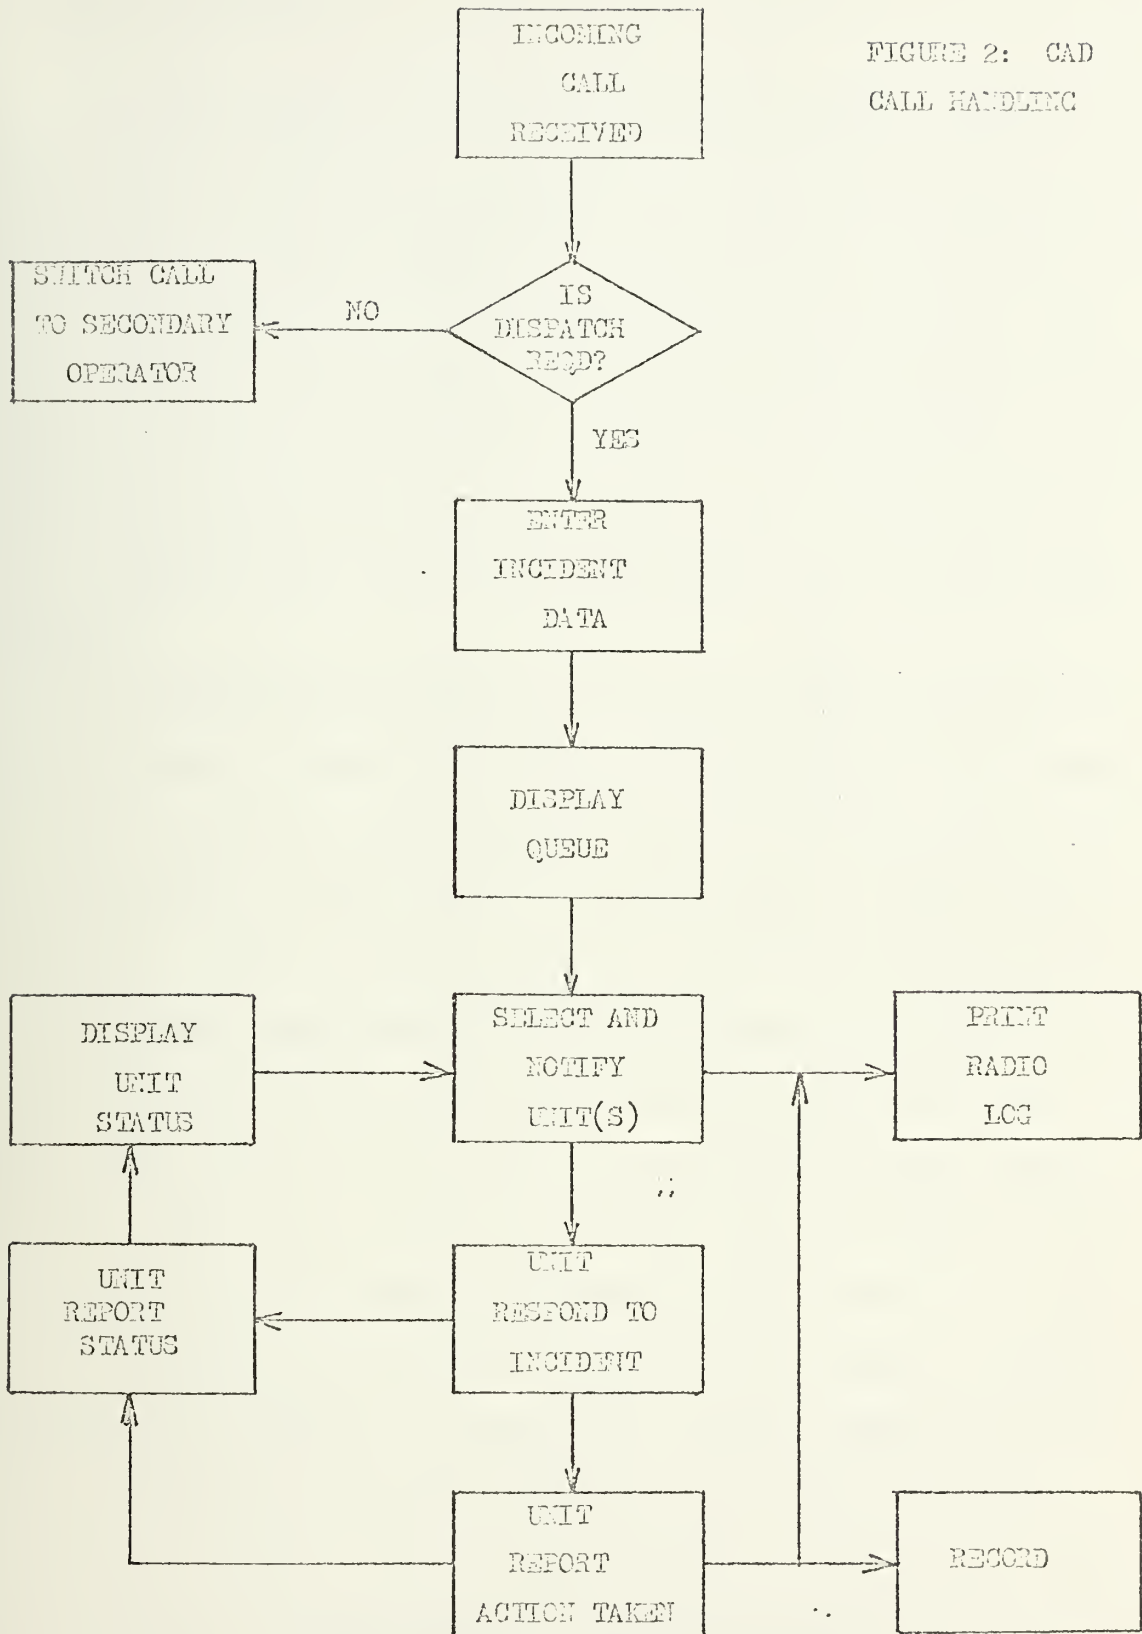 INCOMING
CALL
RECEIVED
FIGURE 2: CAD
CALL HANDLING
SWITCH CALL
TO SECONDARY
OPERATOR
NO
IS
DISPATCH
REQD?
YES
ENTER
INCIDENT
DATA
DISPLAY
QUEUE
DISPLAY
UNIT
STATUS
SELECT AND
NOTIFY
UNIT(S)
PRINT
RADIO
LOG
UNIT
REPORT
STATUS
UNIT
RESPOND TO
INCIDENT
UNIT
REPORT
ACTION TAKEN
RECORD